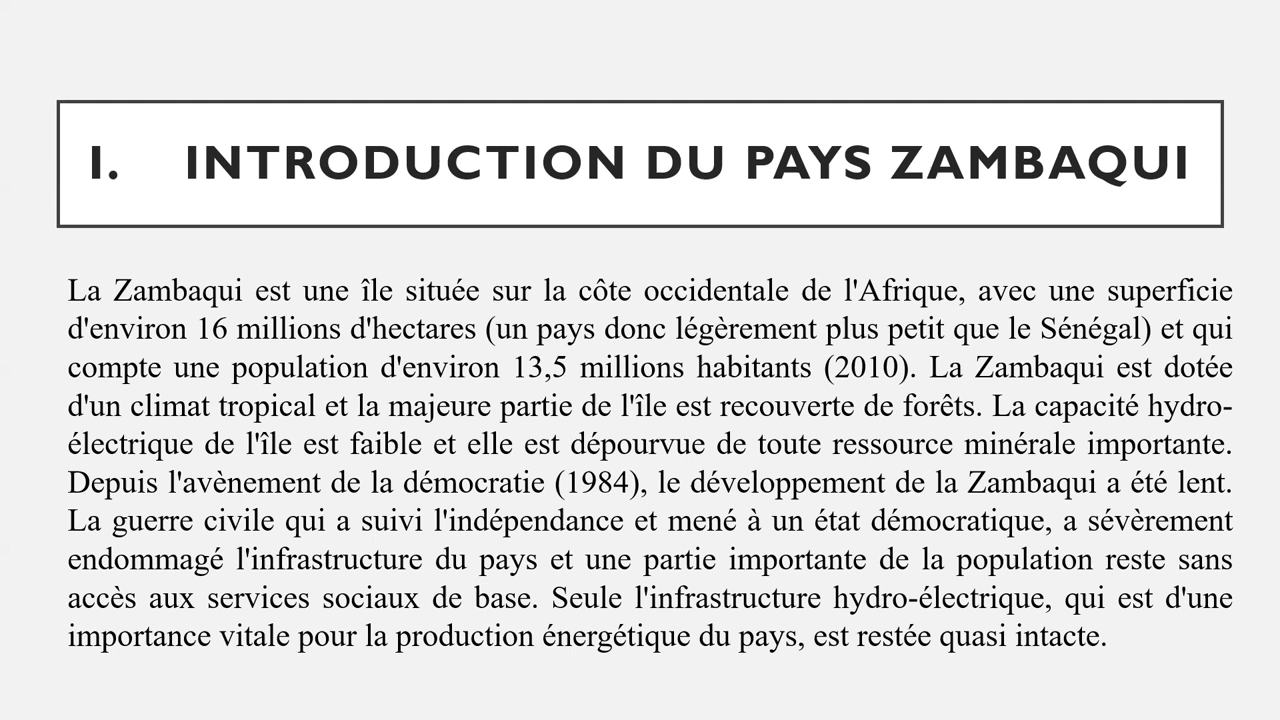 I. INTRODUCTION DU PAYS ZAMBAQUI
La Zambaqui est une île située sur la côte occidentale de l'Afrique, avec une superficie
d'environ 16 millions d'hectares (un pays donc légèrement plus petit que le Sénégal) et qui
compte une population d'environ 13,5 millions habitants (2010). La Zambaqui est dotée
d'un climat tropical et la majeure partie de l'île est recouverte de forêts. La capacité hydro-
électrique de l'île est faible et elle est dépourvue de toute ressource minérale importante.
Depuis l'avènement de la démocratie (1984), le développement de la Zambaqui a été lent.
La guerre civile qui a suivi l'indépendance et mené à un état démocratique, a sévèrement
endommagé l'infrastructure du pays et une partie importante de la population reste sans
accès aux services sociaux de base. Seule l'infrastructure hydro-électrique, qui est d'une
importance vitale pour la production énergétique du pays, est restée quasi intacte.